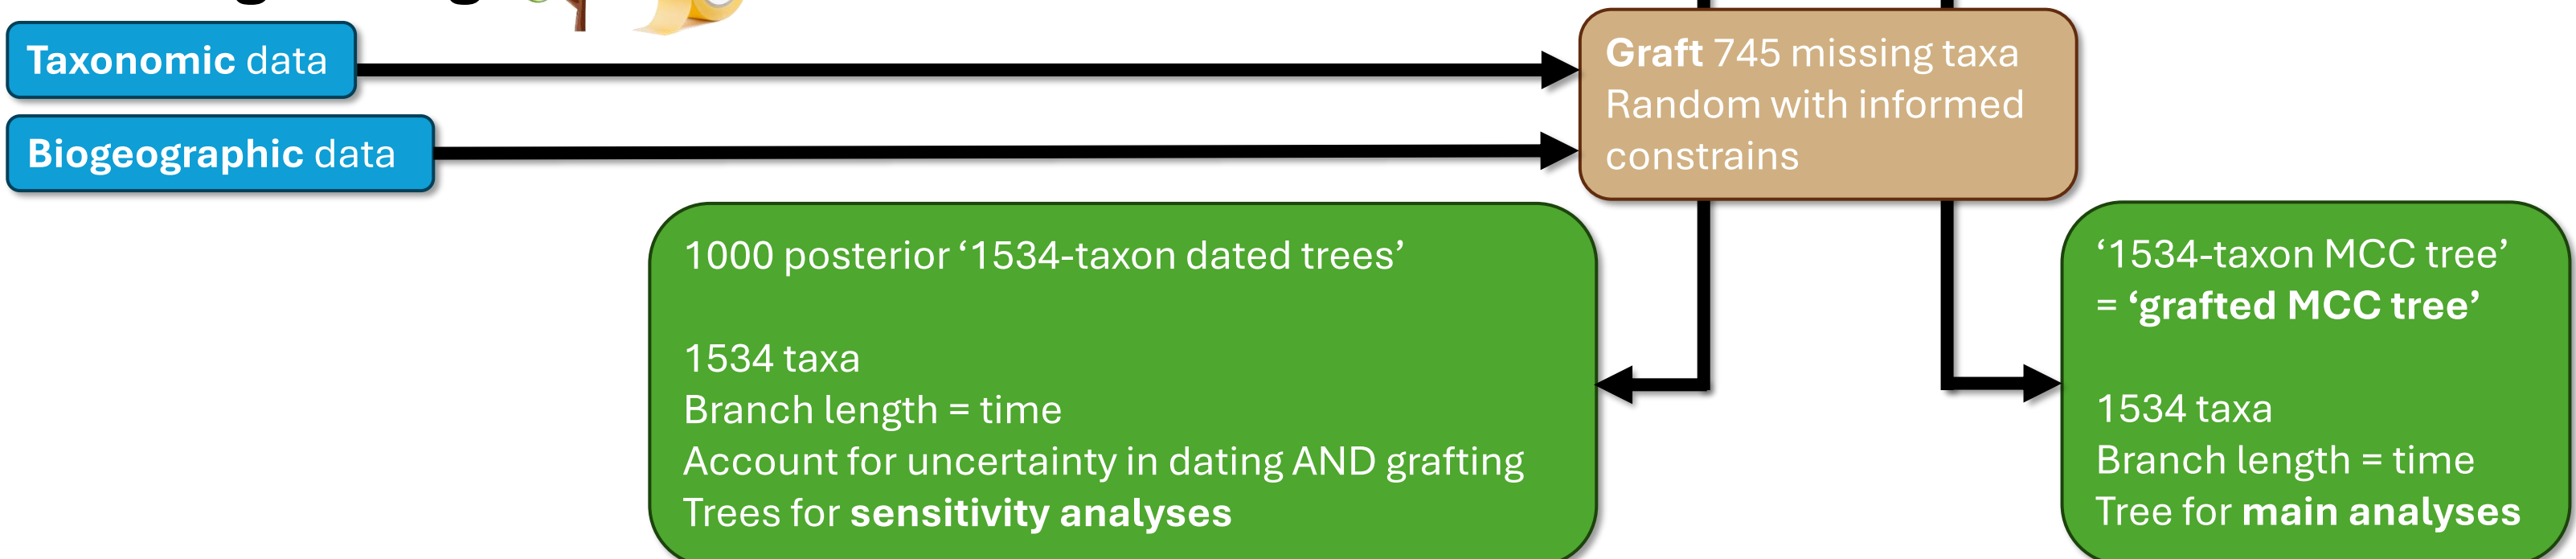 Taxonomic data
Biogeographic data
Graft 745 missing taxa
Random with informed
constrains
1000 posterior ‘1534-taxon dated trees’
1534 taxa
Branch length = time
Account for uncertainty in dating AND grafting
Trees for sensitivity analyses
‘1534-taxon MCC tree’
= ‘grafted MCC tree’
1534 taxa
Branch length = time
Tree for main analyses